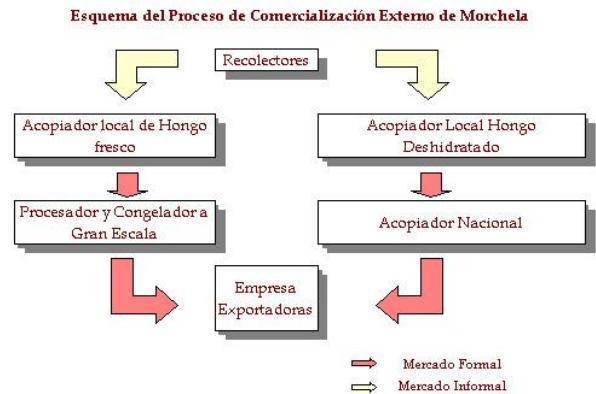 Esquema del Proceso de Comercialización Externo de Morchela
Recolectores
Acopiador local de Hongo
fresco
Acopiador Local Hongo
Deshidratado
Procesador y Congelador a
Gran Escala
Acopiador Nacional
Empresa
Exportadoras
Mercado Formal
Mercado Informal